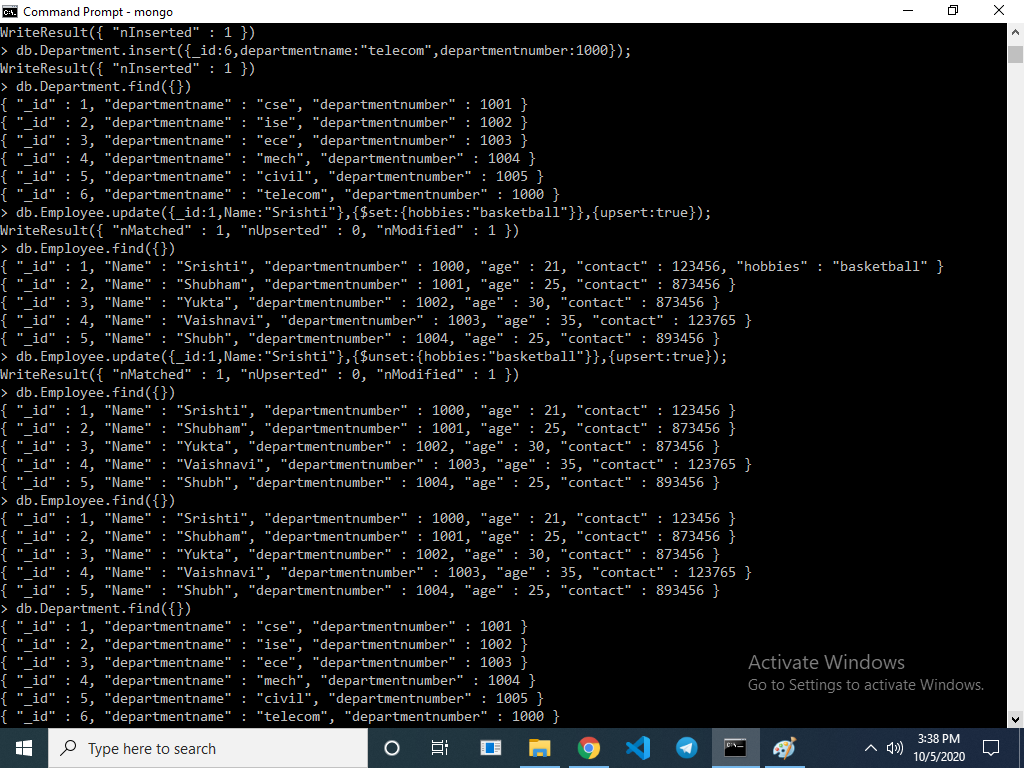 Command Prompt - mongo
WriteResult({ "nInserted" : 1 })
> db.Department.insert({_id:6,departmentname:"telecom",departmentnumber:1000});
WriteResult({ "nInserted" : 1 })
> db.Department.find({})
{ "_id" : 1, "departmentname" : "cse", "departmentnumber" : 1001 }
{ "_id" : 2, "departmentname" : "ise", "departmentnumber" : 1002 }
{ "_id" : 3, "departmentname" : "ece", "departmentnumber" : 1003 }
{ "_id" : 4, "departmentname" : "mech", "departmentnumber" : 1004 }
{ "_id" : 5, "departmentname" : "civil", "departmentnumber" : 1005 }
{ "_id" : 6, "departmentname" : "telecom", "departmentnumber" : 1000 }
> db.Employee.update({_id:1,Name:"Srishti"},{$set:{hobbies:"basketball"}},{upsert:true});
WriteResult({ "nMatched" : 1, "nUpserted" : 0, "nModified" : 1 })
> db.Employee.find({})
{ "_id" : 1, "Name" : "Srishti", "departmentnumber" : 1000, "age" : 21, "contact" : 123456, "hobbies" : "basketball" }
{ "_id" : 2, "Name" : "Shubham", "departmentnumber" : 1001, "age" : 25, "contact" : 873456 }
{ "_id" : 3, "Name" : "Yukta", "departmentnumber" : 1002, "age" : 30, "contact" : 873456 }
{ "_id" : 4, "Name" : "Vaishnavi", "departmentnumber" : 1003, "age" : 35, "contact" : 123765 }
{ "_id" : 5, "Name" : "Shubh", "departmentnumber" : 1004, "age" : 25, "contact" : 893456 }
> db.Employee.update({_id:1,Name:"Srishti"},{$unset:{hobbies:"basketball"}},{upsert:true});
WriteResult({ "nMatched" : 1, "nUpserted" : 0, "nModified" : 1 })
> db.Employee.find({})
{ "_id" : 1, "Name" : "Srishti", "departmentnumber" : 1000, "age" : 21, "contact" : 123456 }
{ "_id" : 2, "Name" : "Shubham", "departmentnumber" : 1001, "age" : 25, "contact" : 873456 }
{ "_id" : 3, "Name" : "Yukta", "departmentnumber" : 1002, "age" : 30, "contact" : 873456 }
{ "_id" : 4, "Name" : "Vaishnavi", "departmentnumber" : 1003, "age" : 35, "contact" : 123765 }
{ "_id" : 5, "Name" : "Shubh", "departmentnumber" : 1004, "age" : 25, "contact" : 893456 }
> db.Employee.find({})
{ "_id" : 1, "Name" : "Srishti", "departmentnumber" : 1000, "age" : 21, "contact" : 123456 }
{ "_id" : 2, "Name" : "Shubham", "departmentnumber" : 1001, "age" : 25, "contact" : 873456 }
{ "_id" : 3, "Name" : "Yukta", "departmentnumber" : 1002, "age" : 30, "contact" : 873456 }
{ "_id" : 4, "Name" : "Vaishnavi", "departmentnumber" : 1003, "age" : 35, "contact" : 123765 }
{ "_id" : 5, "Name" : "Shubh", "departmentnumber" : 1004, "age" : 25, "contact" : 893456 }
> db.Department.find({})
{ "_id" : 1, "departmentname" : "cse", "departmentnumber" : 1001 }
{ "_id" : 2, "departmentname" : "ise", "departmentnumber" : 1002 }
{ "_id" : 3, "departmentname" : "ece", "departmentnumber" : 1003 }
{ "_id" : 4, "departmentname" : "mech", "departmentnumber" : 1004 }
{ "_id" : 5, "departmentname" : "civil", "departmentnumber" : 1005 }
{ "_id" : 6, "departmentname" : "telecom", "departmentnumber" : 1000 }
Activate Windows
Go to Settings to activate Windows.
Type here to search
3:38 PM
10/5/2020